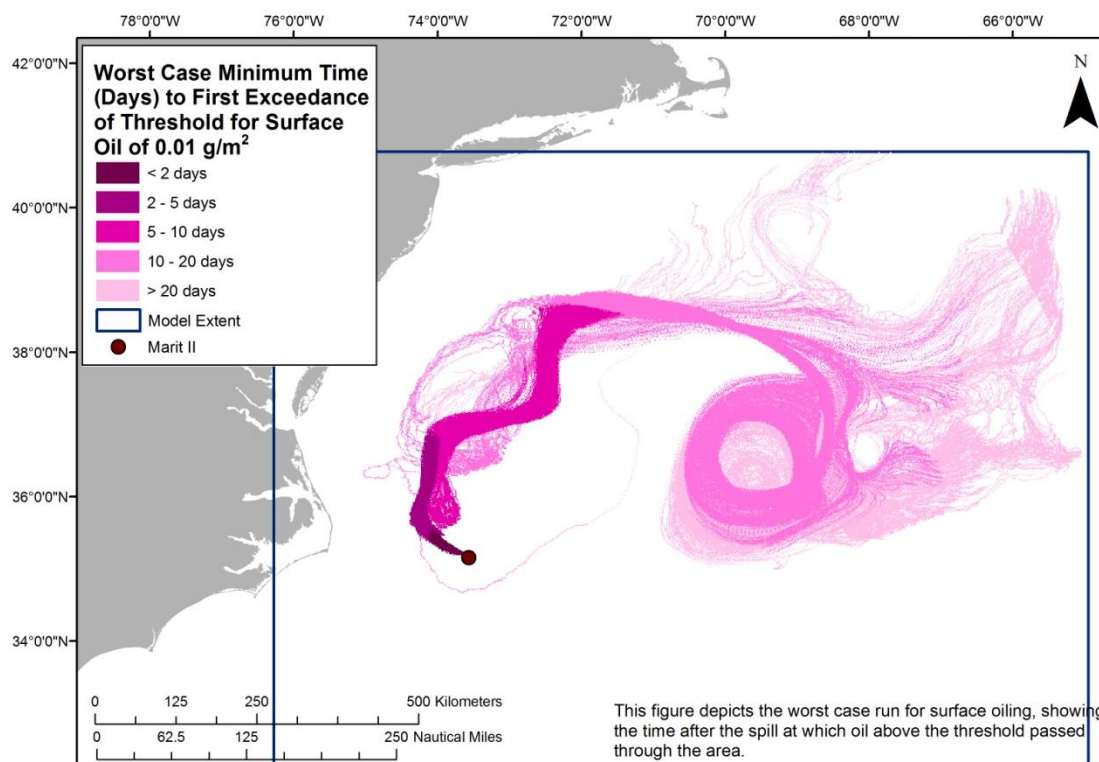 78°0'0"W 76°0'0"W 74°0'0"W 72°0'0"W 70°0'0"W 68°0'0"W 66°0'0"W
42°0'0"N
Worst Case Minimum Time
(Days) to First Exceedance
of Threshold for Surface
Oil of 0.01 g/m²
< 2 days
2 - 5 days
5 - 10 days
10 - 20 days
> 20 days
Model Extent
Marit II
N
40°0'0"N
38°0'0"N
36°0'0"N
34°0'0"N
0 125 250 500 Kilometers
0 62.5 125 250 Nautical Miles
This figure depicts the worst case run for surface oiling, showing
the time after the spill at which oil above the threshold passed
through the area.